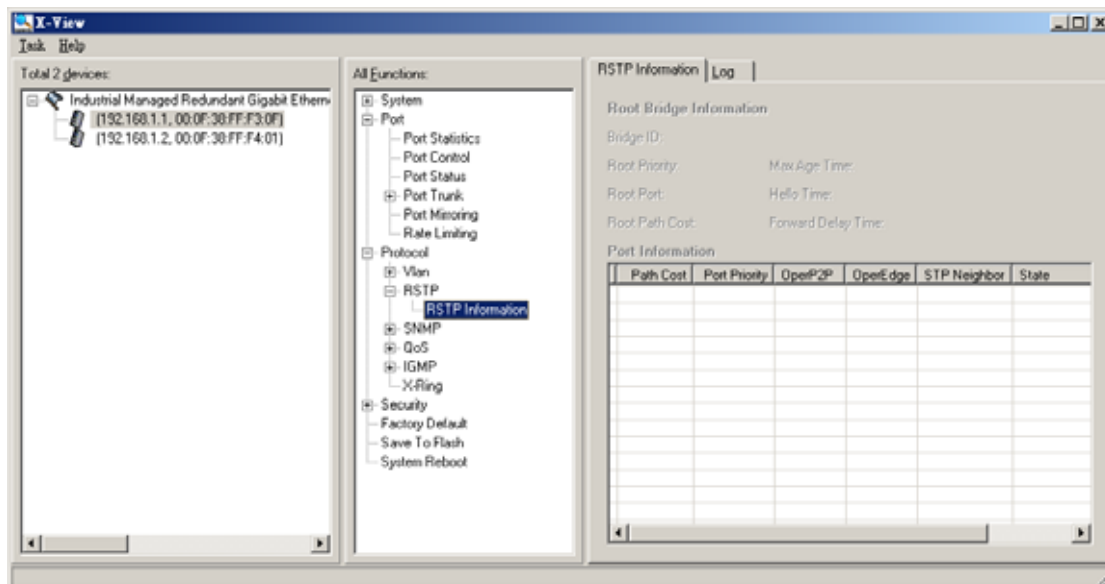 X-View
Task Help
Total 2 devices:
Industrial Managed Redundant Gigabit Ethern
(192.168.1.1, 00:0F:38:FF:F3:0F)
(192.168.1.2, 00:0F:38:FF:F4:01)
All Functions:
System
Port
Port Statistics
Port Control
Port Status
Port Trunk
Port Mirroring
Rate Limiting
Protocol
Vlan
RSTP
RSTP Information
SNMP
QoS
IGMP
X-Ring
Security
Factory Default
Save To Flash
System Reboot
RSTP Information Log
Root Bridge Information
Bridge ID:
Root Priority: Max Age Time:
Root Port: Hello Time:
Root Path Cost: Forward Delay Time:
Port Information
Path Cost Port Priority OperP2P OperEdge STP Neighbor State